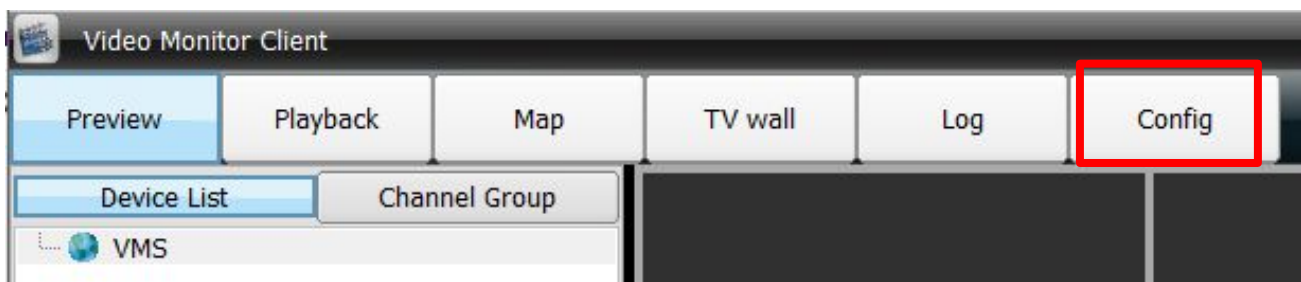 Video Monitor Client
Preview Playback Map TV wall Log Config
Device List Channel Group
VMS